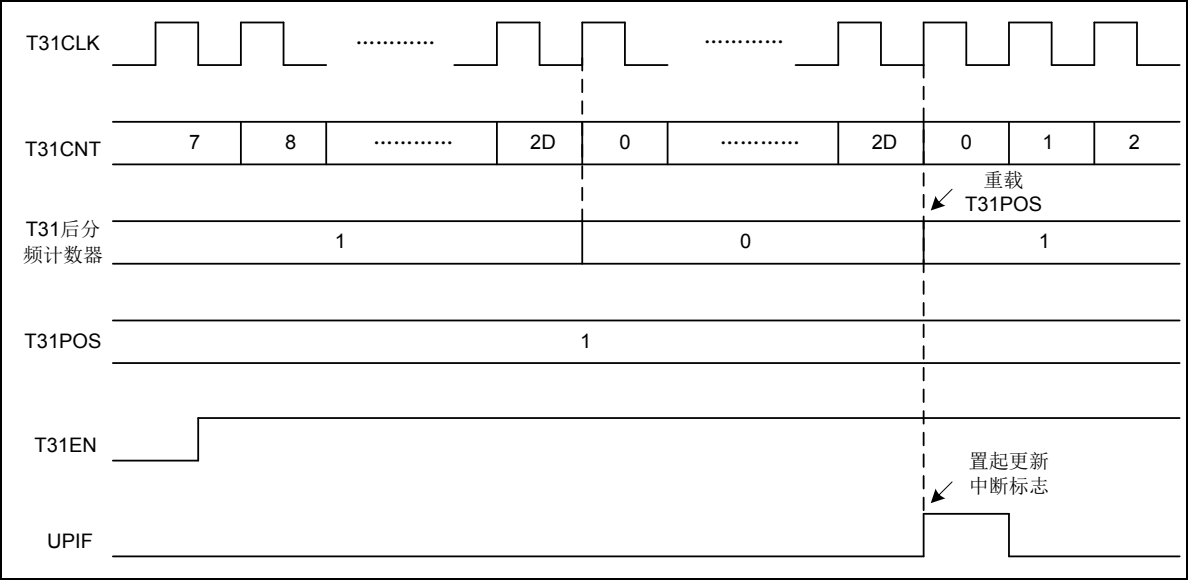 T31CLK
…………
…………
T31CNT
7
8
…………
2D
0
…………
2D
0
1
2
重载
T31POS
T31后分
频计数器
1
0
1
T31POS
1
T31EN
置起更新
中断标志
UPIF